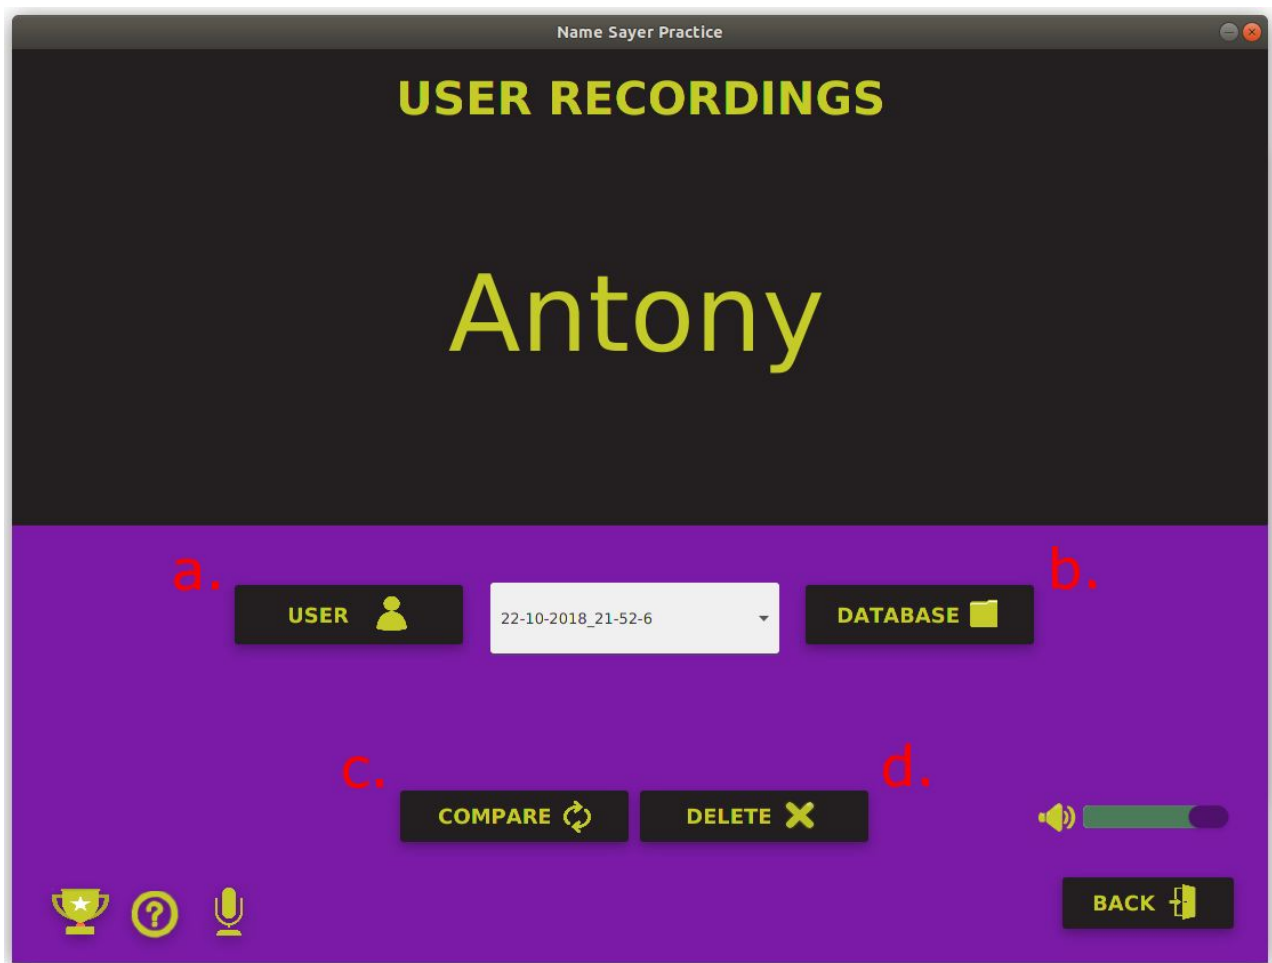 Name Sayer Practice
USER RECORDINGS
Antony
a.
b.
USER
22-10-2018_21-52-6
DATABASE
c.
d.
COMPARE
DELETE
?
BACK